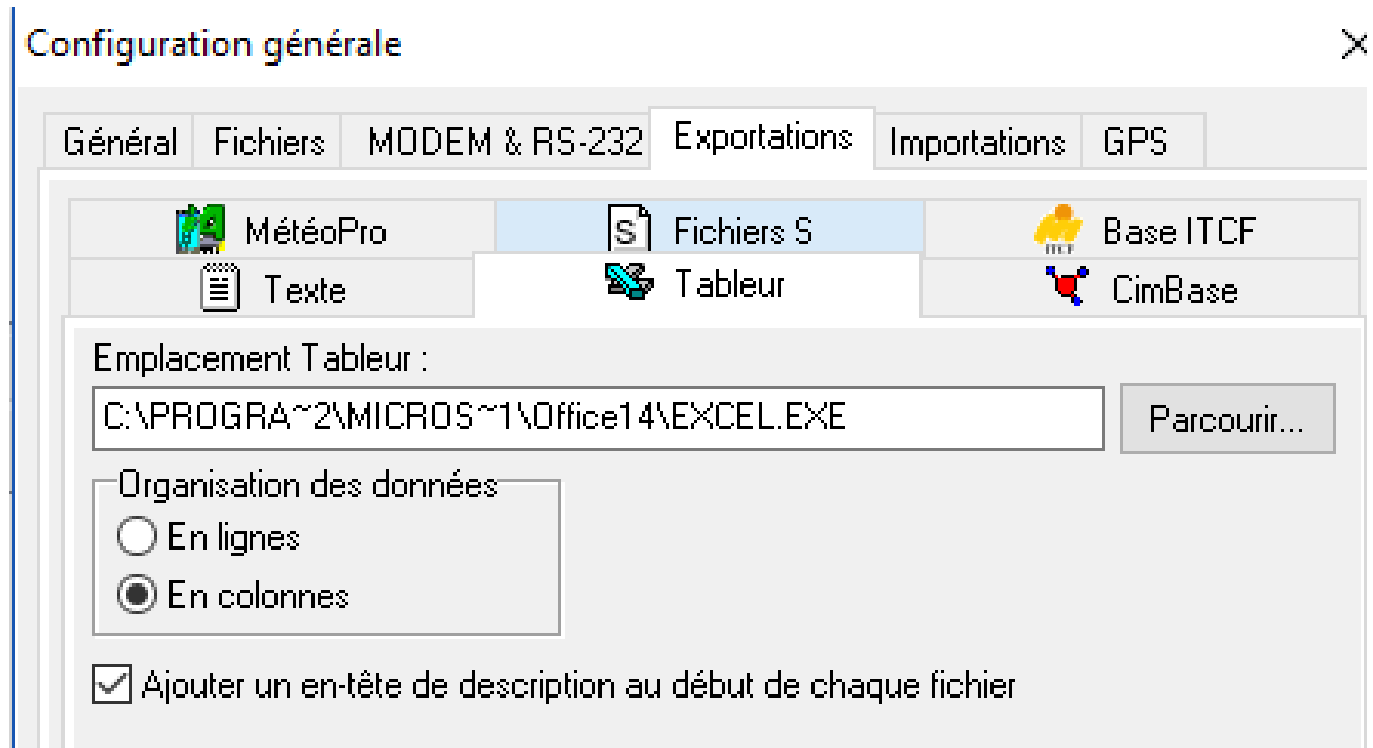 Configuration générale
Général Fichiers MODEM & RS-232 Exportations Importations GPS
MétéoPro Fichiers S Base ITCF
Texte Tableur CimBase
Emplacement Tableur :
C:\PROGRA~2\MICROS~1\Office14\EXCEL.EXE Parcourir...
Organisation des données
En lignes
En colonnes
Ajouter un en-tête de description au début de chaque fichier